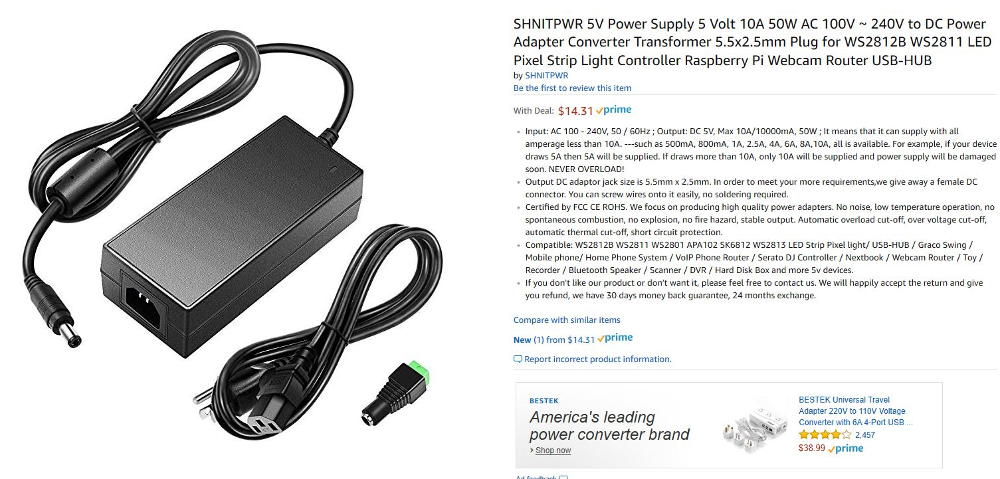 SHNITPWR 5V Power Supply 5 Volt 10A 50W AC 100V ~ 240V to DC Power
Adapter Converter Transformer 5.5x2.5mm Plug for WS2812B WS2811 LED
Pixel Strip Light Controller Raspberry Pi Webcam Router USB-HUB
by SHNITPWR
Be the first to review this item
With Deal: $14.31 prime
• Input: AC 100 - 240V, 50 / 60Hz ; Output: DC 5V, Max 10A/10000mA, 50W ; It means that it can supply with all
amperage less than 10A. ---such as 500mA, 800mA, 1A, 2.5A, 4A, 6A, 8A,10A, all is available. For example, if your device
draws 5A then 5A will be supplied. If draws more than 10A, only 10A will be supplied and power supply will be damaged
soon. NEVER OVERLOAD!
• Output DC adaptor jack size is 5.5mm x 2.5mm. In order to meet your more requirements,we give away a female DC
connector. You can screw wires onto it easily, no soldering required.
• Certified by FCC CE ROHS. We focus on producing high quality power adapters. No noise, low temperature operation, no
spontaneous combustion, no explosion, no fire hazard, stable output. Automatic overload cut-off, over voltage cut-off,
automatic thermal cut-off, short circuit protection.
• Compatible: WS2812B WS2811 WS2801 APA102 SK6812 WS2813 LED Strip Pixel light/ USB-HUB / Graco Swing /
Mobile phone/ Home Phone System / VoIP Phone Router / Serato DJ Controller / Nextbook / Webcam Router / Toy /
Recorder / Bluetooth Speaker / Scanner / DVR / Hard Disk Box and more 5v devices.
• If you don't like our product or don't want it, please feel free to contact us. We will happily accept the return and give
you refund, we have 30 days money back guarantee, 24 months exchange.
Compare with similar items
New (1) from $14.31 prime
Report incorrect product information.
BESTEK
America's leading
power converter brand
› Shop now
BESTEK Universal Travel
Adapter 220V to 110V Voltage
Converter with 6A 4-Port USB ...
2,457
$38.99 prime
Ad feedback